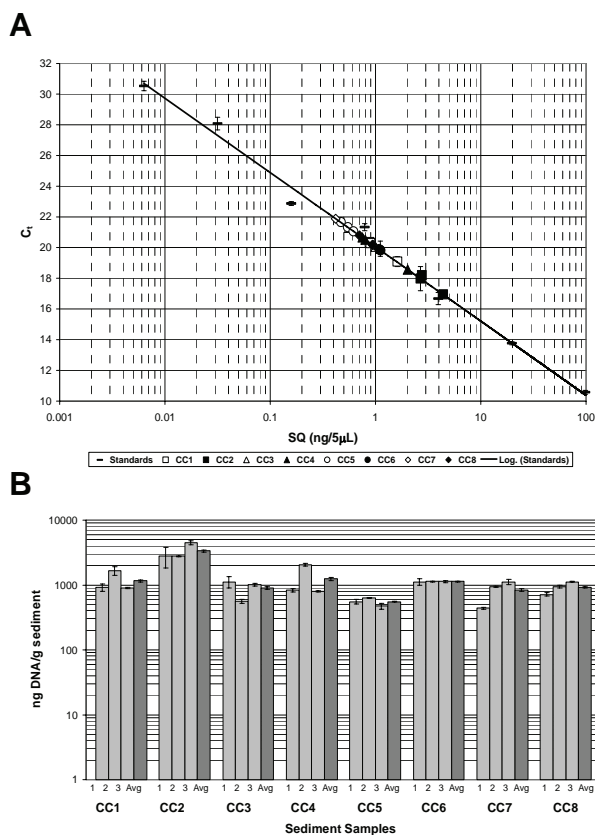 A
32
30
28
26
24
22
20
18
16
14
12
10
Ct
0.001 0.01 0.1 1 10 100
SQ (ng/5µL)
Standards CC1 CC2 CC3 CC4 CC5 CC6 CC7 CC8 Log. (Standards)
B
10000
1000
100
10
1
ng DNA/g sediment
1 2 3 Avg 1 2 3 Avg 1 2 3 Avg 1 2 3 Avg 1 2 3 Avg 1 2 3 Avg 1 2 3 Avg 1 2 3 Avg
CC1 CC2 CC3 CC4 CC5 CC6 CC7 CC8
Sediment Samples